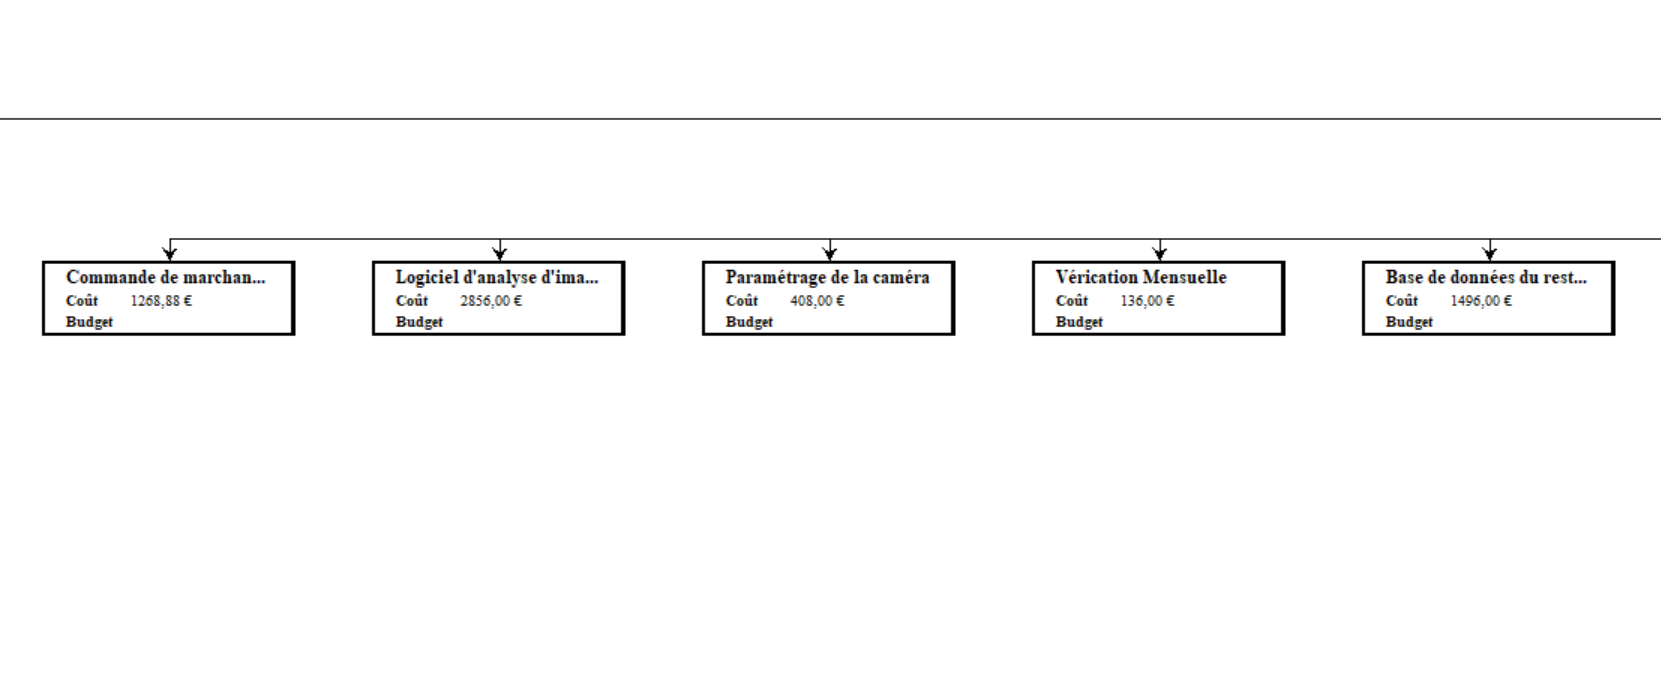 Commande de marchan...
Coût 1268,88 €
Budget
Logiciel d'analyse d'ima...
Coût 2856,00 €
Budget
Paramétrage de la caméra
Coût 408,00 €
Budget
Vérication Mensuelle
Coût 136,00 €
Budget
Base de données du rest...
Coût 1496,00 €
Budget